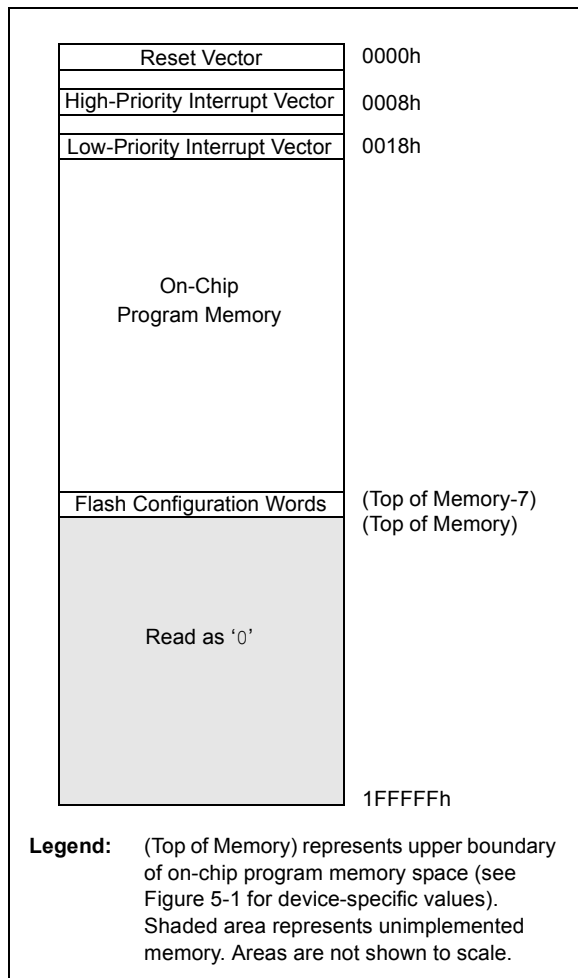 Reset Vector 0000h
High-Priority Interrupt Vector 0008h
Low-Priority Interrupt Vector 0018h
On-Chip
Program Memory
Flash Configuration Words (Top of Memory-7)
(Top of Memory)
Read as ‘0’
1FFFFFh
Legend: (Top of Memory) represents upper boundary
of on-chip program memory space (see
Figure 5-1 for device-specific values).
Shaded area represents unimplemented
memory. Areas are not shown to scale.